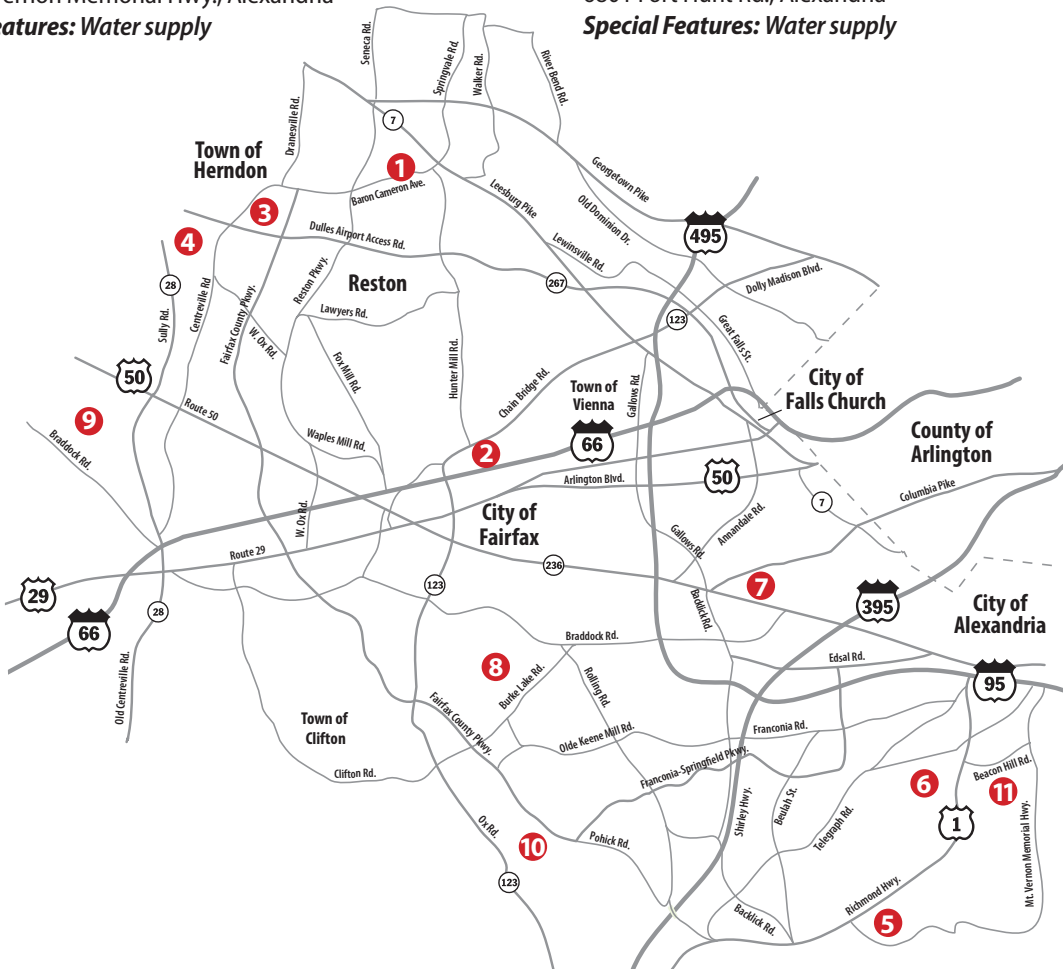 Vernon Memorial Hwy., Alexandria
eatures: Water supply
Fort Hunt Rd., Alexandria
Special Features: Water supply
Seneca Rd.
Springvale Rd.
Walker Rd.
River Bend Rd.
Dranesville Rd.
7
Town of
Herndon
1
Baron Cameron Ave.
Georgetown Pike
Leesburg Pike
Old Dominion Dr.
3
4
Dulles Airport Access Rd.
Lewinsville Rd.
495
28
Centreville Rd
Reston Pkwy.
Reston
267
Dolly Madison Blvd.
Sully Rd.
Fairfax County Pkwy.
Lawyers Rd.
123
W. Ox Rd.
Fox Mill Rd.
Hunter Mill Rd.
Great Falls St.
50
Chain Bridge Rd.
Town of
Vienna
Gallows Rd.
City of
Falls Church
Route 50
9
Braddock Rd.
Waples Mill Rd.
2
66
County of
Arlington
Arlington Blvd.
50
Columbia Pike
W. Ox Rd.
City of
Fairfax
7
Annandale Rd.
Gallows Rd.
Route 29
236
29
123
7
Backlick Rd.
395
28
66
City of
Alexandria
Braddock Rd.
Edsal Rd.
8
Burke Lake Rd.
Rolling Rd.
95
Old Centreville Rd.
Town of
Clifton
Fairfax County Pkwy.
Olde Keene Mill Rd.
Franconia Rd.
Clifton Rd.
Franconia-Springfield Pkwy.
6
Beacon Hill Rd.
11
Shirley Hwy.
Beulah St.
Telegraph Rd.
1
Mt. Vernon Memorial Hwy.
Ox Rd.
10
Pohick Rd.
123
Richmond Hwy.
Backlick Rd.
5